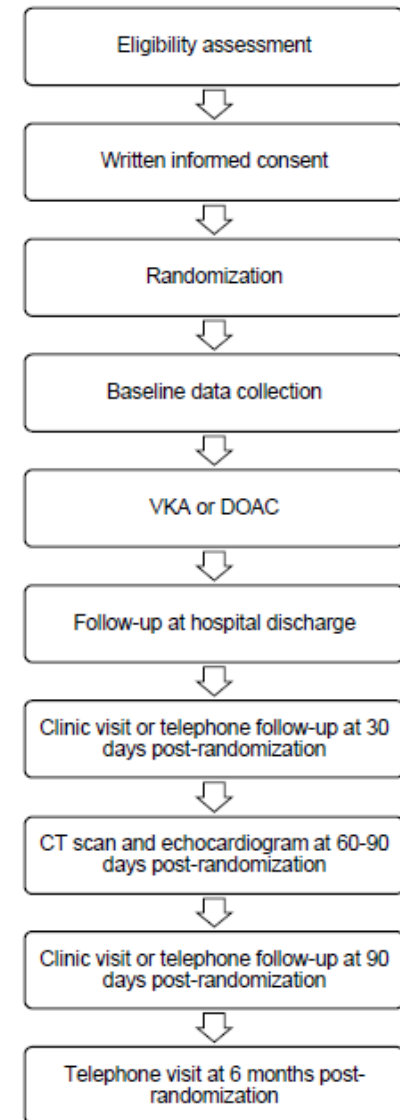 Eligibility assessment
Written informed consent
Randomization
Baseline data collection
VKA or DOAC
Follow-up at hospital discharge
Clinic visit or telephone follow-up at 30
days post-randomization
CT scan and echocardiogram at 60-90
days post-randomization
Clinic visit or telephone follow-up at 90
days post-randomization
Telephone visit at 6 months post-
randomization